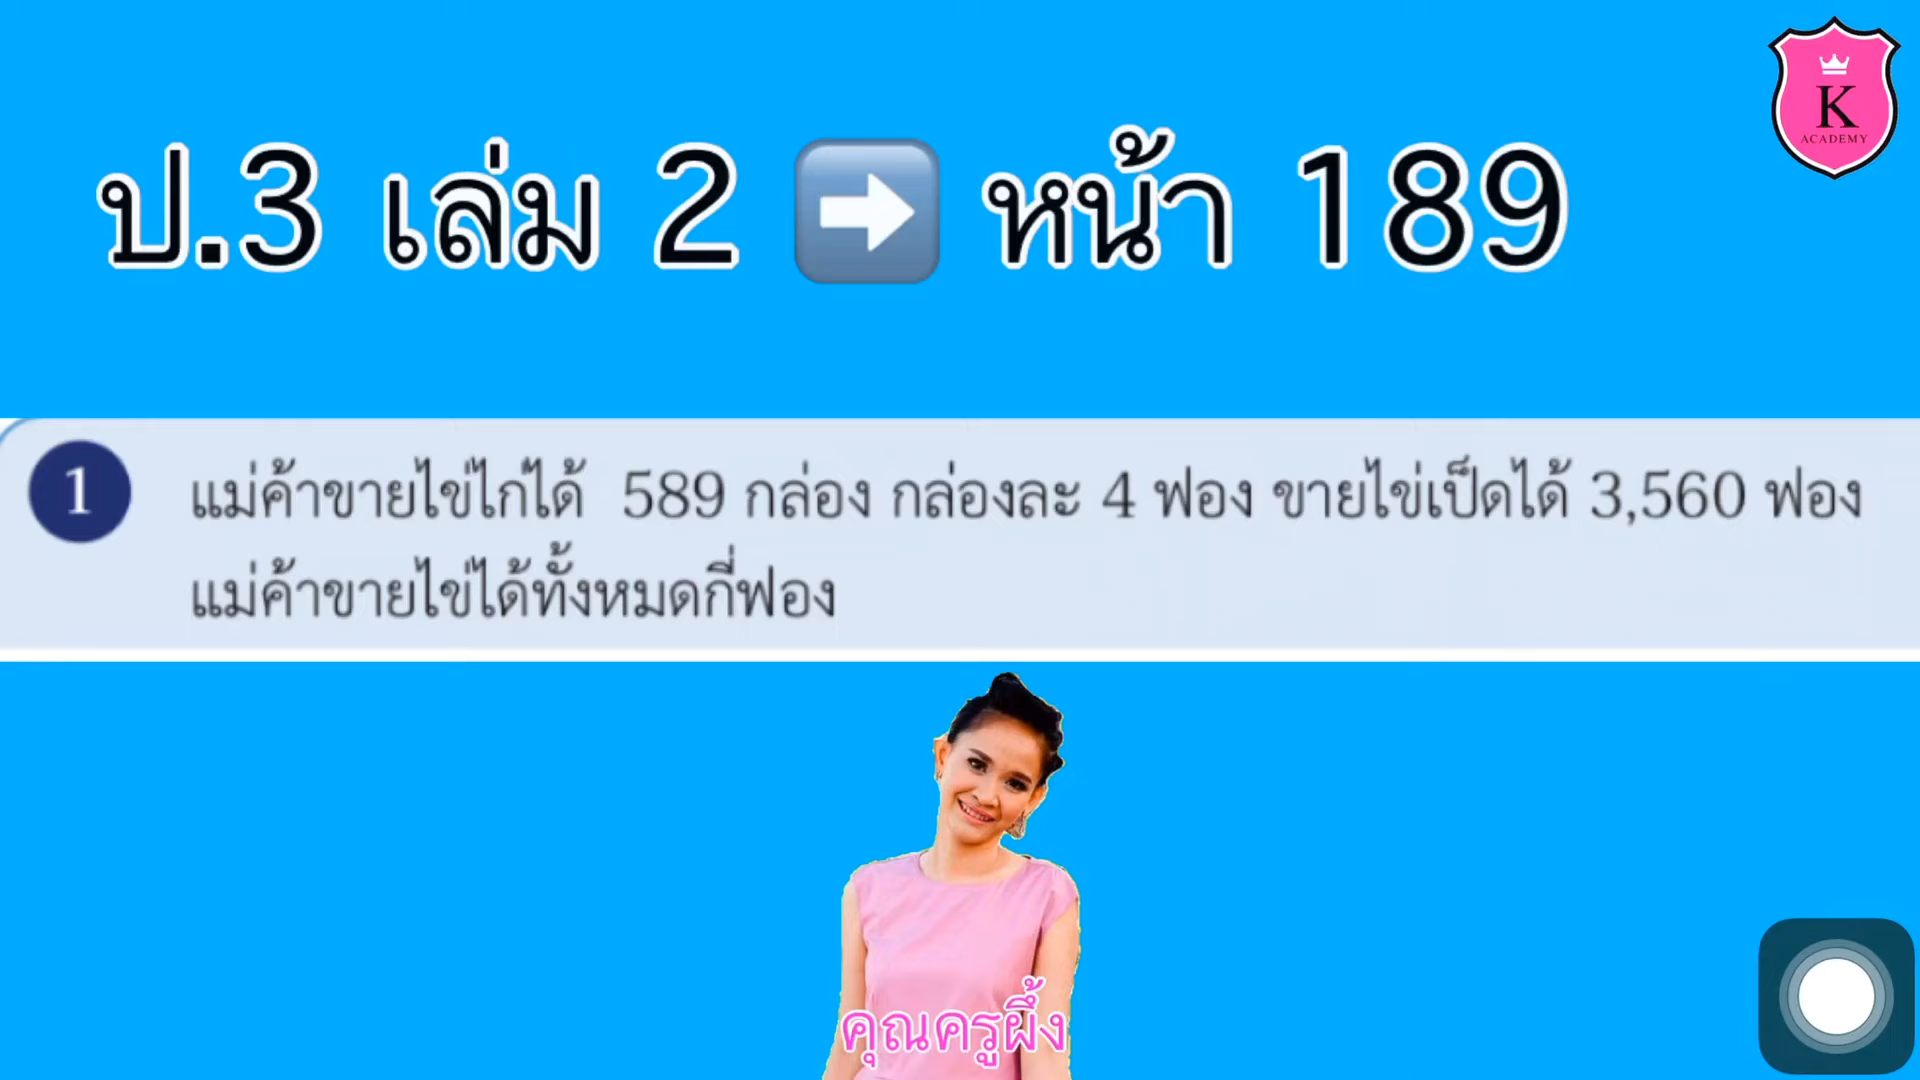 K
ACADEMY
ป.3 เล่ม 2 ➡ หน้า 189
1 แม่ค้าขายไข่ไก่ได้ 589 กล่อง กล่องละ 4 ฟอง ขายไข่เป็ดได้ 3,560 ฟอง
แม่ค้าขายไข่ได้ทั้งหมดกี่ฟอง
คุณครูผึ้ง